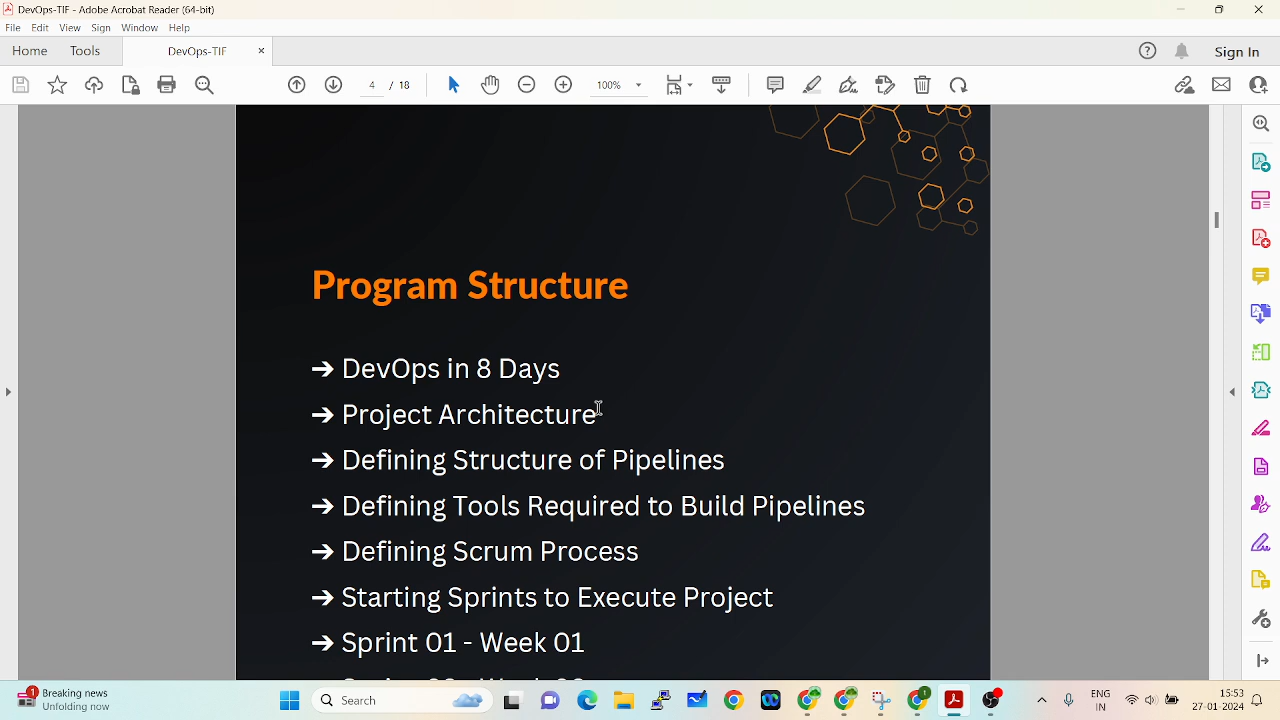 DevOps-TIF - Adobe Acrobat Reader (64-bit)
File Edit View Sign Window Help
Home Tools DevOps-TIF × Sign In
4 / 18 100%
Program Structure
➔ DevOps in 8 Days
➔ Project Architecture
➔ Defining Structure of Pipelines
➔ Defining Tools Required to Build Pipelines
➔ Defining Scrum Process
➔ Starting Sprints to Execute Project
➔ Sprint 01 - Week 01
1 Breaking news
Unfolding now
Search
ENG
IN
15:53
27-01-2026